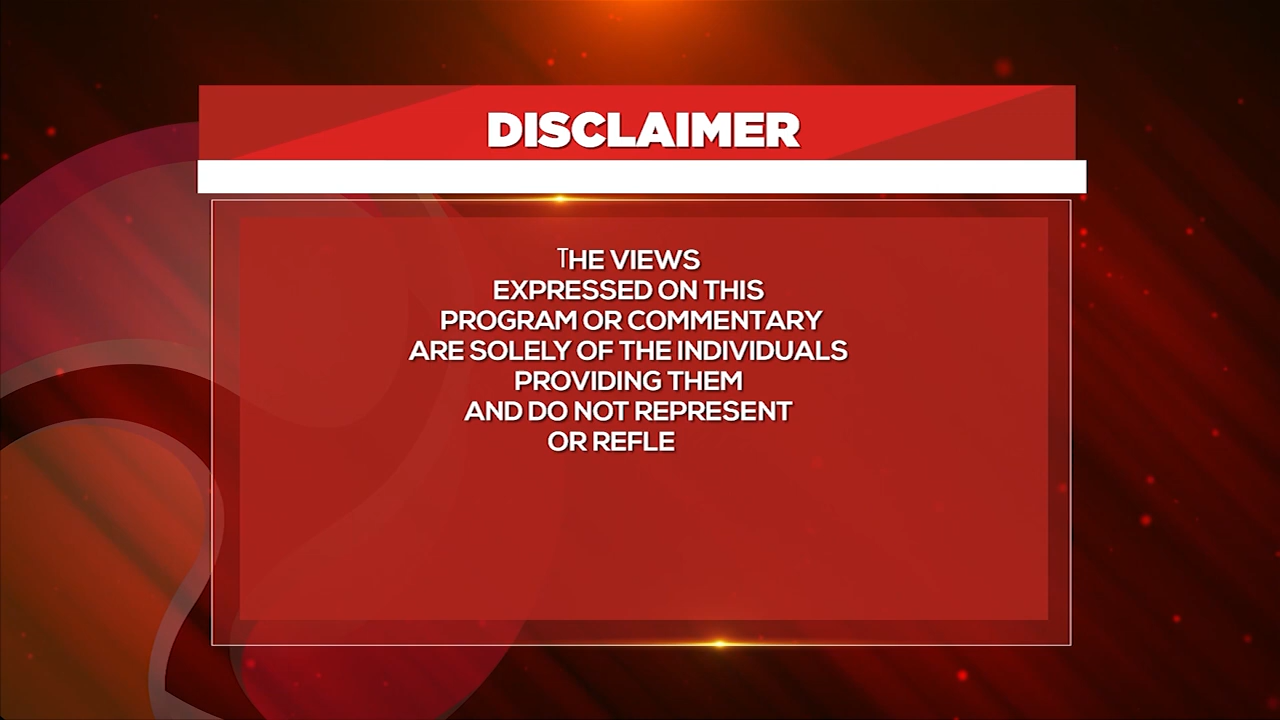 DISCLAIMER
THE VIEWS
EXPRESSED ON THIS
PROGRAM OR COMMENTARY
ARE SOLELY OF THE INDIVIDUALS
PROVIDING THEM
AND DO NOT REPRESENT
OR REFLE